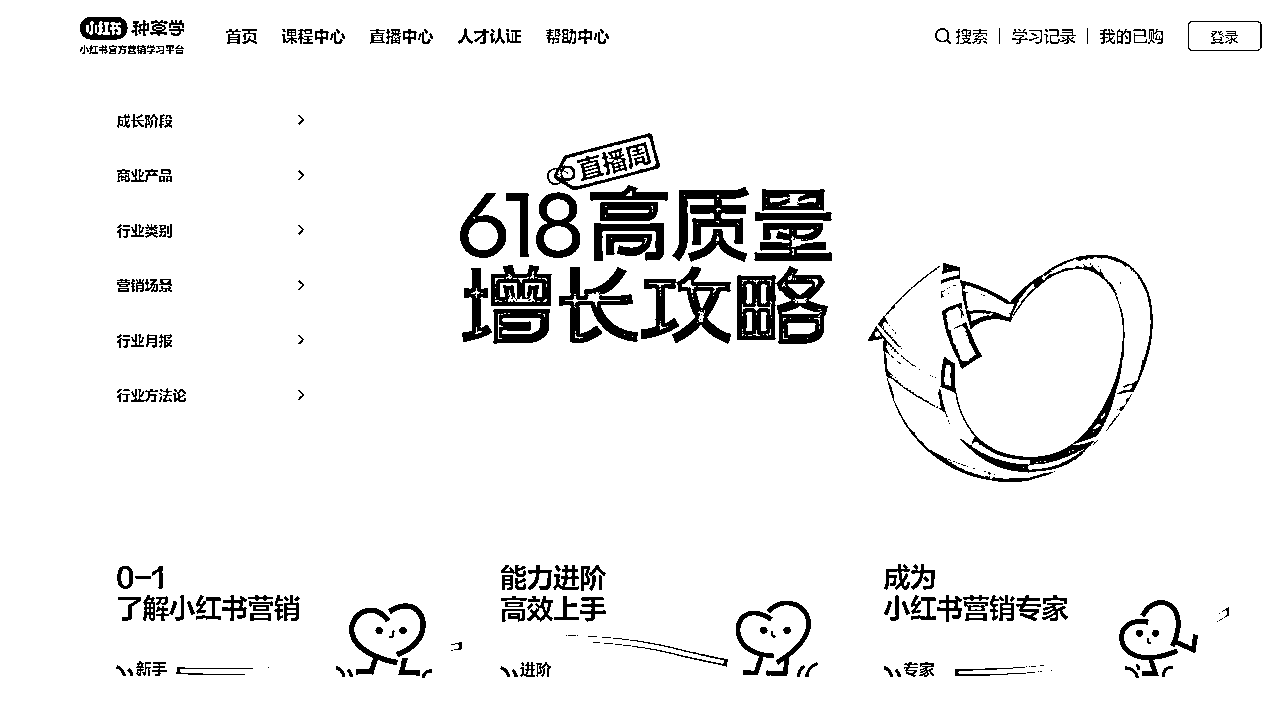 小红书 种草学
小红书官方营销学习平台
首页 课程中心 直播中心 人才认证 帮助中心
搜索 学习记录 我的已购 登录
成长阶段
商业产品
行业类别
营销场景
行业月报
行业方法论
直播周
618高质量
增长攻略
0-1
了解小红书营销
新手
能力进阶
高效上手
进阶
成为
小红书营销专家
专家